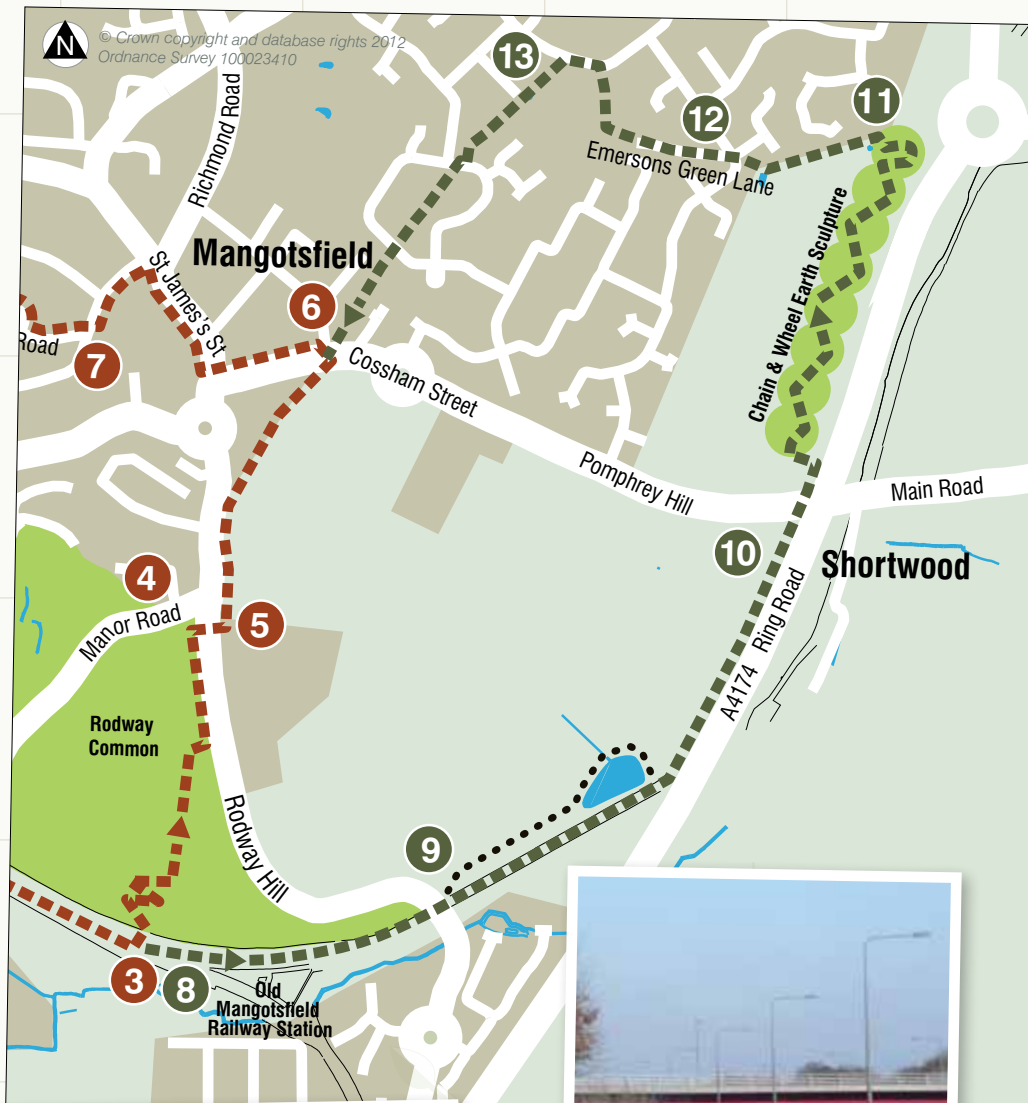 N
© Crown copyright and database rights 2012
Ordnance Survey 100023410
13
11
12
Richmond Road
Emersons Green Lane
Mangotsfield
St James's St
6
Chain & Wheel Earth Sculpture
Road
7
Cossham Street
Pomphrey Hill
Main Road
10
Shortwood
4
Manor Road
5
A4174 Ring Road
Rodway
Common
Rodway Hill
9
3
8
Old
Mangotsfield
Railway Station